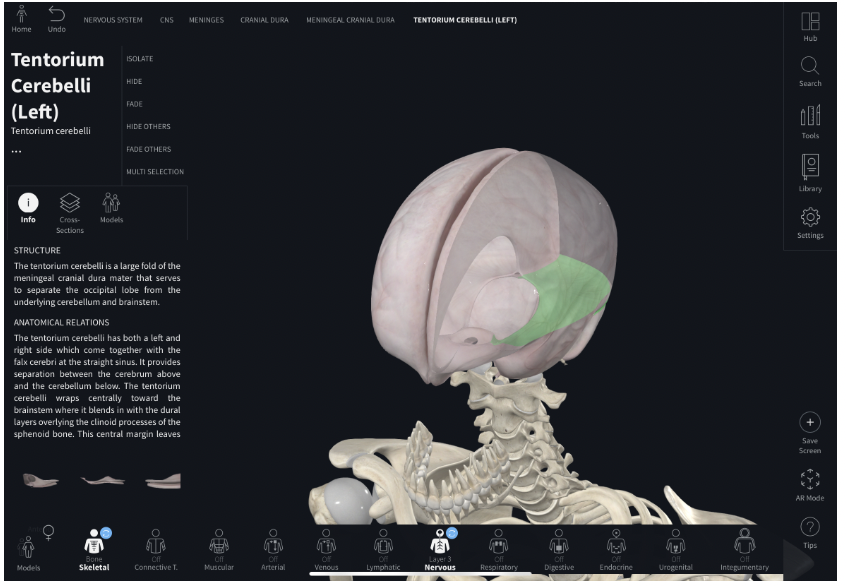 Home
Undo
NERVOUS SYSTEM
CNS
MENINGES
CRANIAL DURA
MENINGEAL CRANIAL DURA
TENTORIUM CEREBELLI (LEFT)
Tentorium
Cerebelli
(Left)
Tentorium cerebelli
...
ISOLATE
HIDE
FADE
HIDE OTHERS
FADE OTHERS
MULTI SELECTION
Info
Cross-
Sections
Models
STRUCTURE
The tentorium cerebelli is a large fold of the
meningeal cranial dura mater that serves
to separate the occipital lobe from the
underlying cerebellum and brainstem.
ANATOMICAL RELATIONS
The tentorium cerebelli has both a left and
right side which come together with the
falx cerebri at the straight sinus. It provides
separation between the cerebrum above
and the cerebellum below. The tentorium
cerebelli wraps centrally toward the
brainstem where it blends in with the dural
layers overlying the clinoid processes of the
sphenoid bone. This central margin leaves
Hub
Search
Tools
Library
Settings
Save
Screen
AR Mode
Tips
Models
Bone
Skeletal
Off
Connective T.
Off
Muscular
Off
Arterial
Off
Venous
Off
Lymphatic
Layer 3
Nervous
Off
Respiratory
Off
Digestive
Off
Endocrine
Off
Urogenital
Off
Integumentary